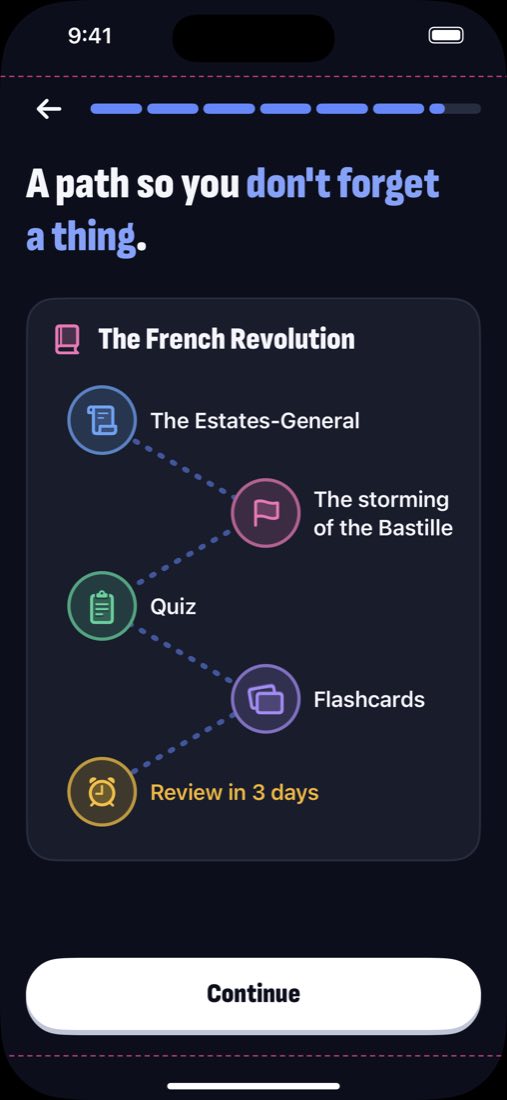 9:41
A path so you don't forget
a thing.
The French Revolution
The Estates-General
The storming
of the Bastille
Quiz
Flashcards
Review in 3 days
Continue